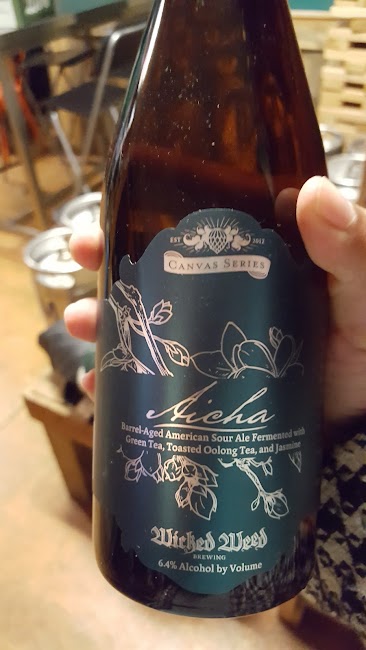 EST 2012
CANVAS SERIES
Aicha
Barrel-Aged American Sour Ale Fermented with
Green Tea, Toasted Oolong Tea, and Jasmine
Wicked Weed
BREWING
6.4% Alcohol by Volume